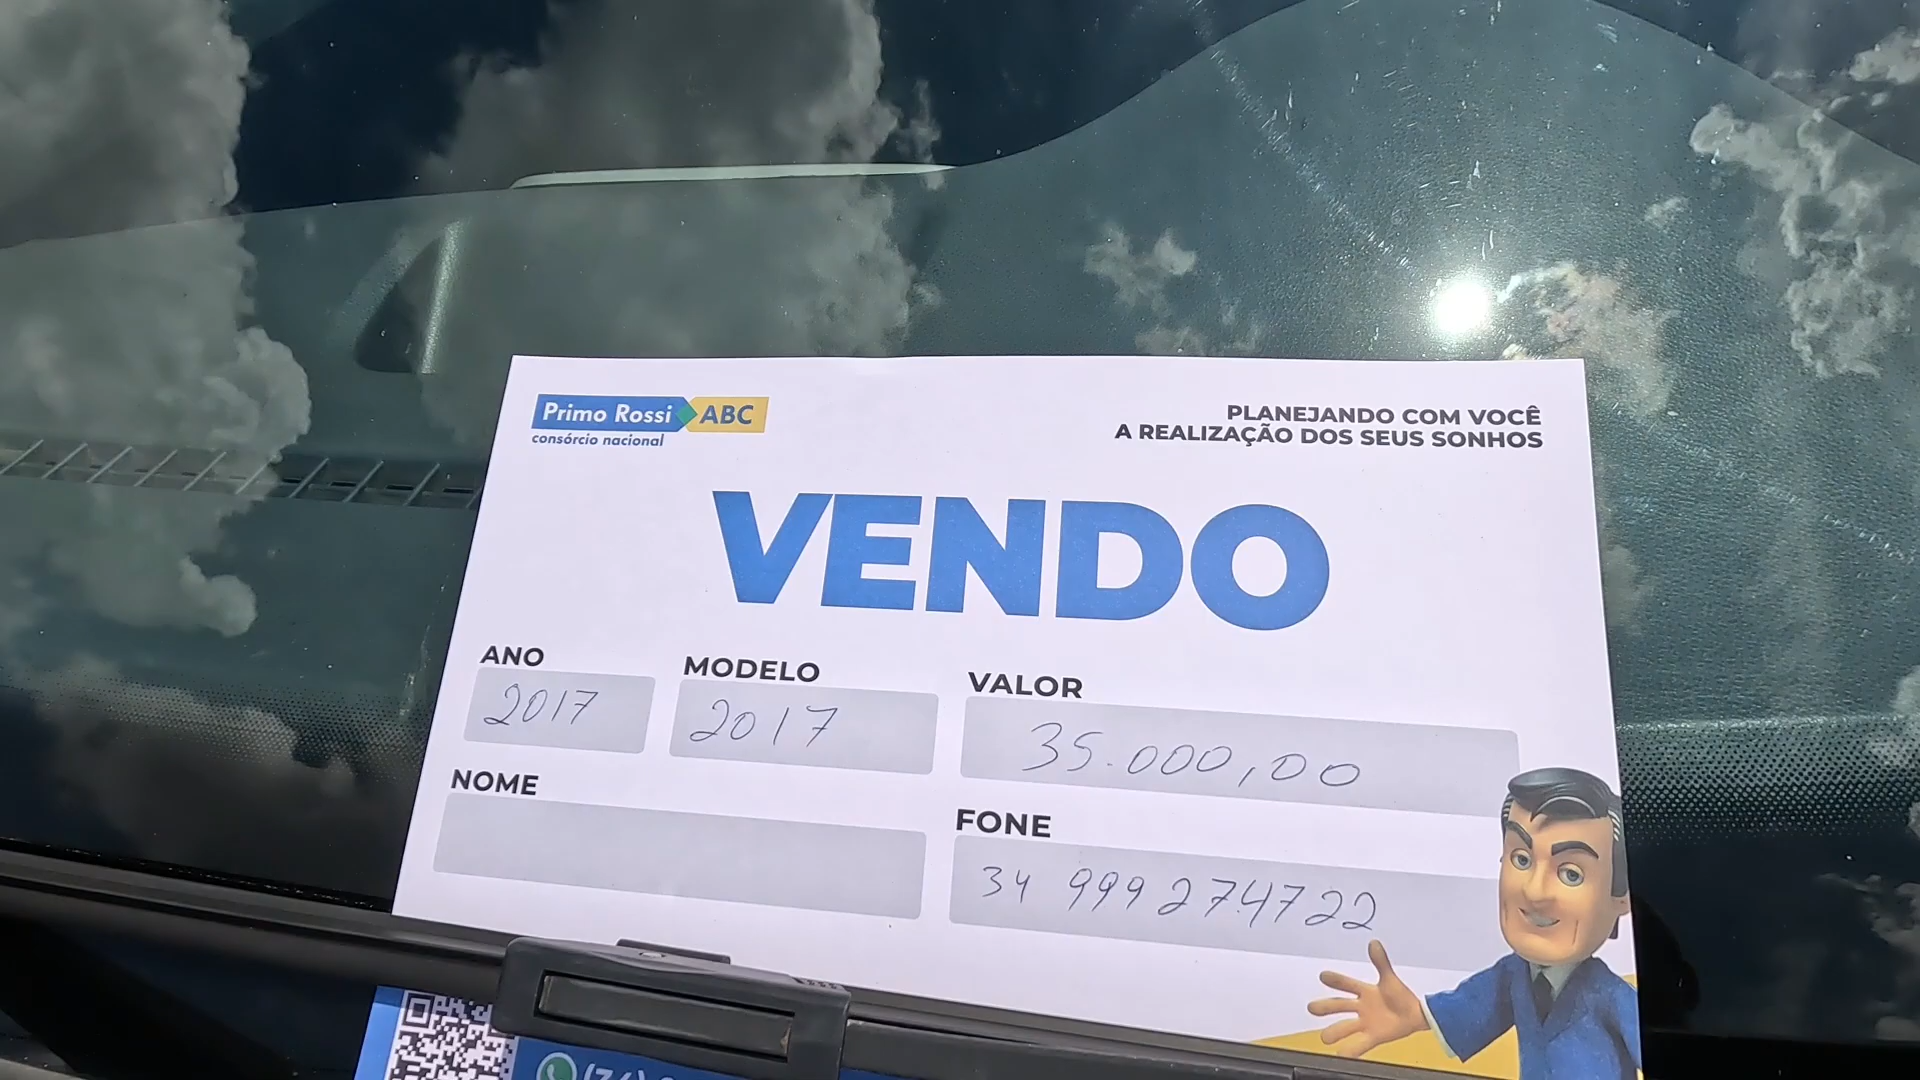 Primo Rossi ABC
consórcio nacional
PLANEJANDO COM VOCÊ
A REALIZAÇÃO DOS SEUS SONHOS
VENDO
ANO
MODELO
VALOR
2017
2017
35.000,00
NOME
FONE
34 999274722